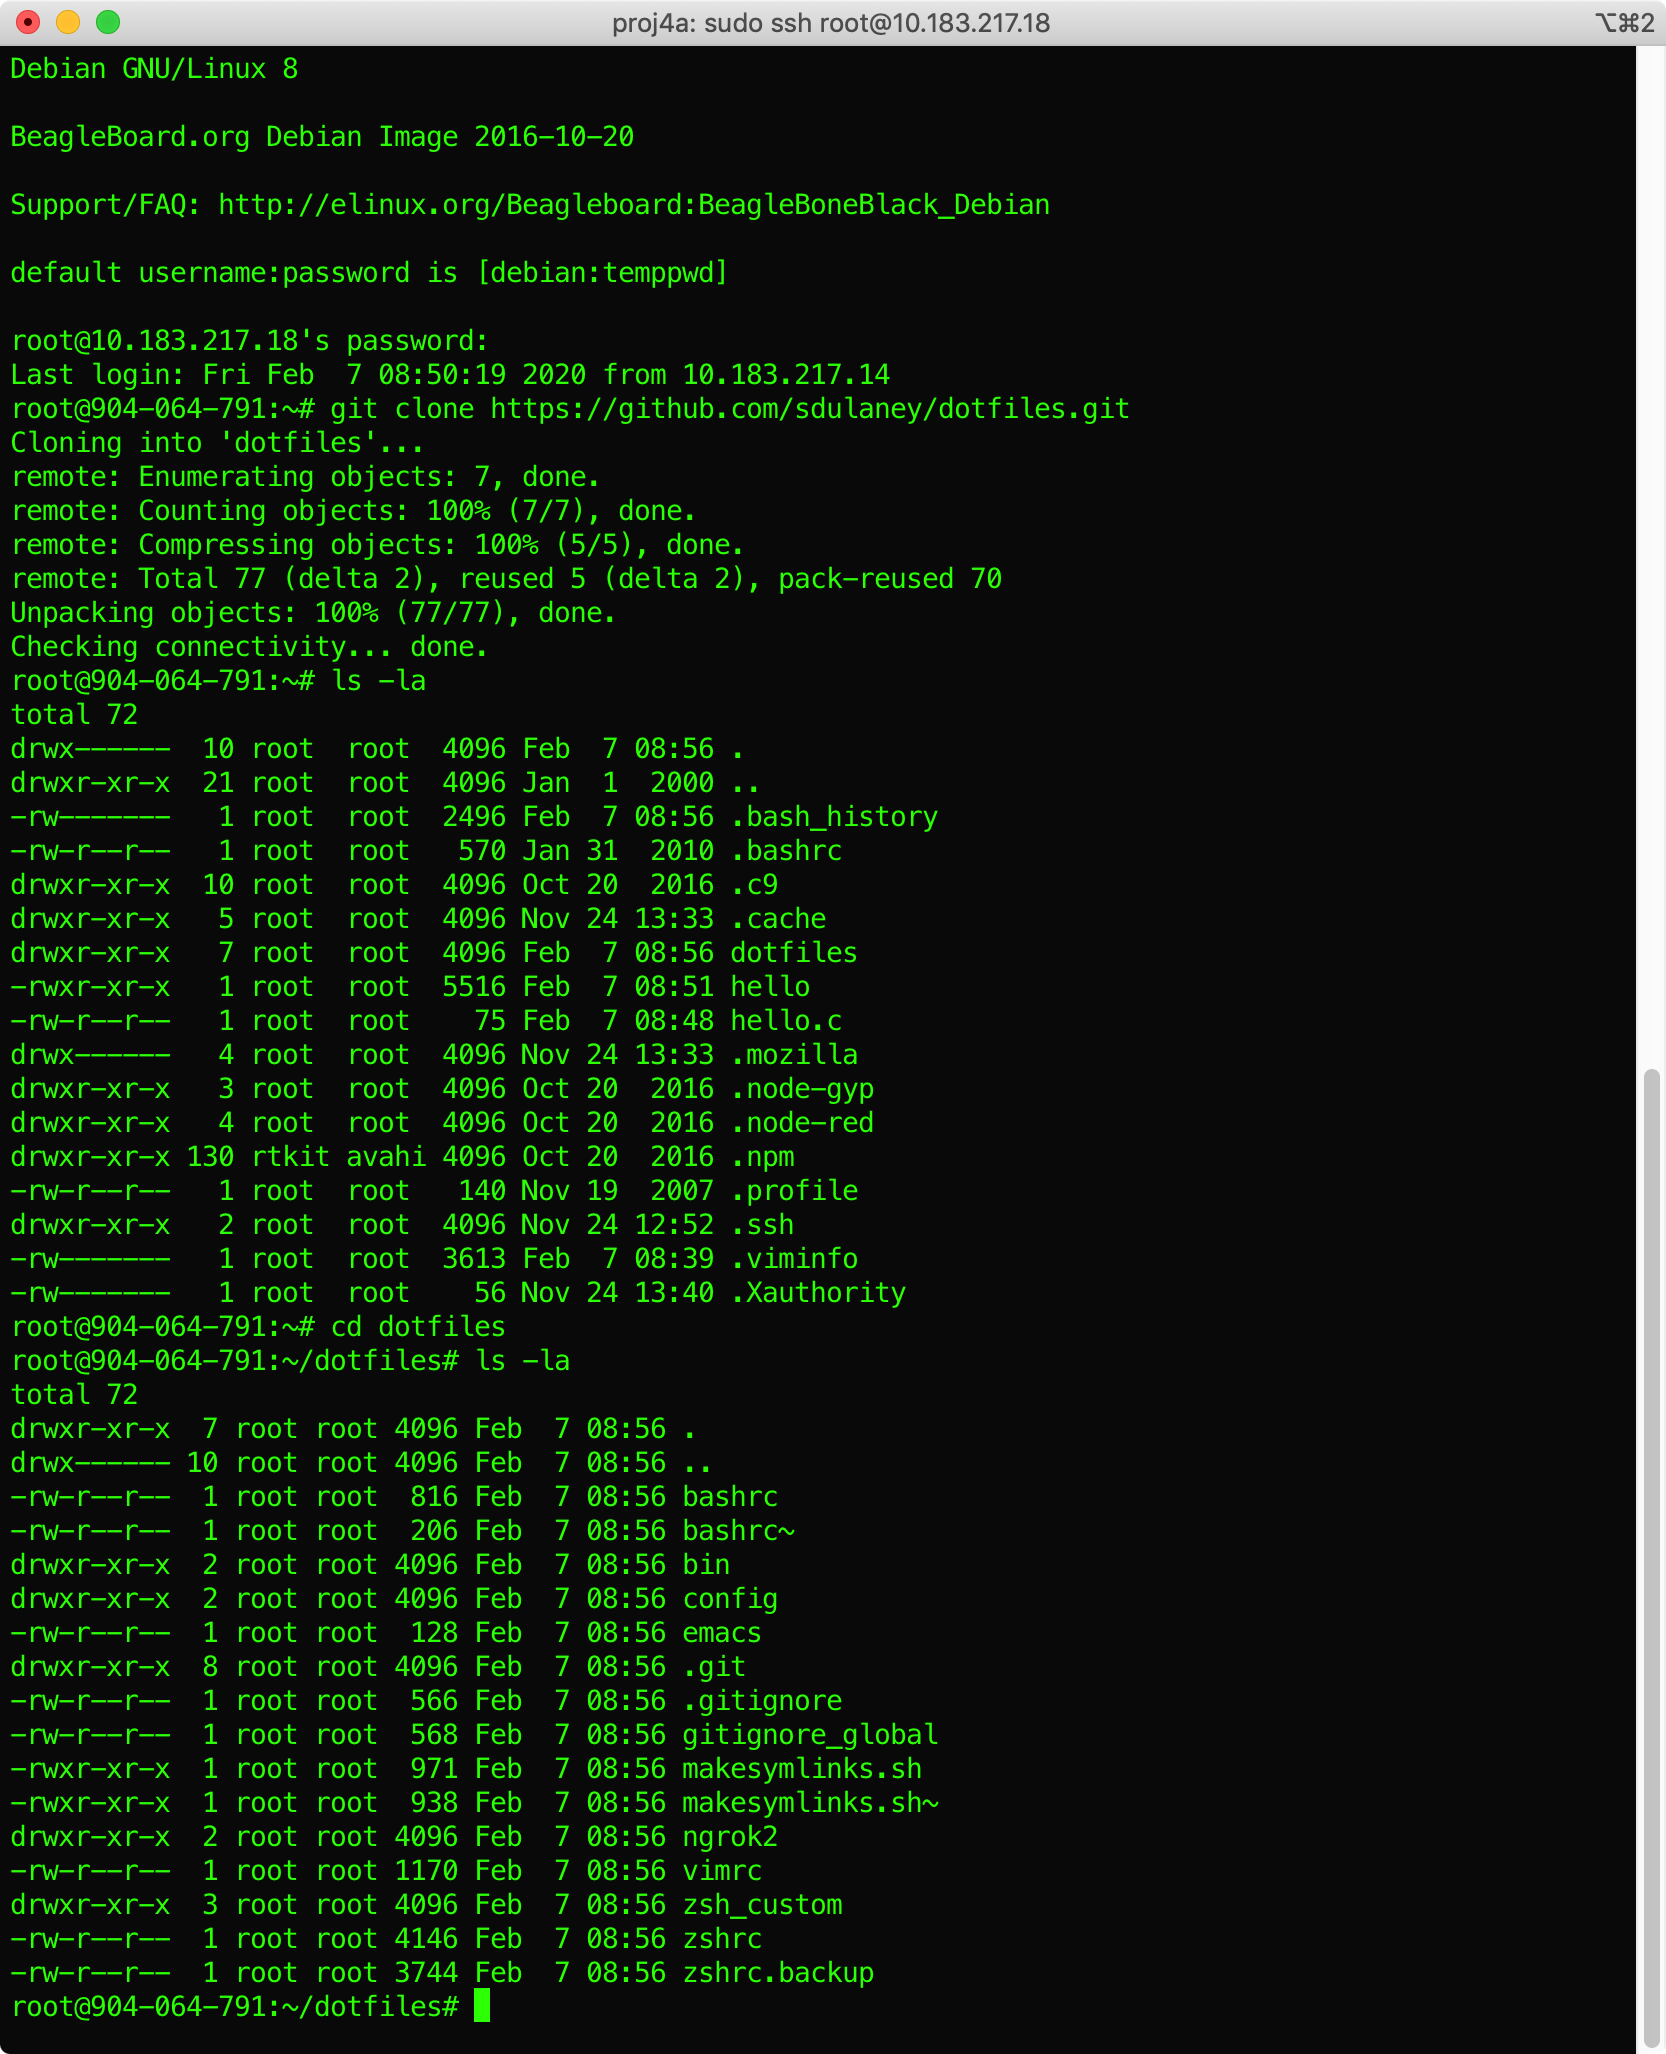 proj4a: sudo ssh root@10.183.217.18 ⌥⌘2
Debian GNU/Linux 8
BeagleBoard.org Debian Image 2016-10-20
Support/FAQ: http://elinux.org/Beagleboard:BeagleBoneBlack_Debian
default username:password is [debian:temppwd]
root@10.183.217.18's password:
Last login: Fri Feb  7 08:50:19 2020 from 10.183.217.14
root@904-064-791:~# git clone https://github.com/sdulaney/dotfiles.git
Cloning into 'dotfiles'...
remote: Enumerating objects: 7, done.
remote: Counting objects: 100% (7/7), done.
remote: Compressing objects: 100% (5/5), done.
remote: Total 77 (delta 2), reused 5 (delta 2), pack-reused 70
Unpacking objects: 100% (77/77), done.
Checking connectivity... done.
root@904-064-791:~# ls -la
total 72
drwx------  10 root  root  4096 Feb  7 08:56 .
drwxr-xr-x  21 root  root  4096 Jan  1  2000 ..
-rw-------   1 root  root  2496 Feb  7 08:56 .bash_history
-rw-r--r--   1 root  root   570 Jan 31  2010 .bashrc
drwxr-xr-x  10 root  root  4096 Oct 20  2016 .c9
drwxr-xr-x   5 root  root  4096 Nov 24 13:33 .cache
drwxr-xr-x   7 root  root  4096 Feb  7 08:56 dotfiles
-rwxr-xr-x   1 root  root  5516 Feb  7 08:51 hello
-rw-r--r--   1 root  root    75 Feb  7 08:48 hello.c
drwx------   4 root  root  4096 Nov 24 13:33 .mozilla
drwxr-xr-x   3 root  root  4096 Oct 20  2016 .node-gyp
drwxr-xr-x   4 root  root  4096 Oct 20  2016 .node-red
drwxr-xr-x 130 rtkit avahi 4096 Oct 20  2016 .npm
-rw-r--r--   1 root  root   140 Nov 19  2007 .profile
drwxr-xr-x   2 root  root  4096 Nov 24 12:52 .ssh
-rw-------   1 root  root  3613 Feb  7 08:39 .viminfo
-rw-------   1 root  root    56 Nov 24 13:40 .Xauthority
root@904-064-791:~# cd dotfiles
root@904-064-791:~/dotfiles# ls -la
total 72
drwxr-xr-x  7 root root 4096 Feb  7 08:56 .
drwx------ 10 root root 4096 Feb  7 08:56 ..
-rw-r--r--  1 root root  816 Feb  7 08:56 bashrc
-rw-r--r--  1 root root  206 Feb  7 08:56 bashrc~
drwxr-xr-x  2 root root 4096 Feb  7 08:56 bin
drwxr-xr-x  2 root root 4096 Feb  7 08:56 config
-rw-r--r--  1 root root  128 Feb  7 08:56 emacs
drwxr-xr-x  8 root root 4096 Feb  7 08:56 .git
-rw-r--r--  1 root root  566 Feb  7 08:56 .gitignore
-rw-r--r--  1 root root  568 Feb  7 08:56 gitignore_global
-rwxr-xr-x  1 root root  971 Feb  7 08:56 makesymlinks.sh
-rwxr-xr-x  1 root root  938 Feb  7 08:56 makesymlinks.sh~
drwxr-xr-x  2 root root 4096 Feb  7 08:56 ngrok2
-rw-r--r--  1 root root 1170 Feb  7 08:56 vimrc
drwxr-xr-x  3 root root 4096 Feb  7 08:56 zsh_custom
-rw-r--r--  1 root root 4146 Feb  7 08:56 zshrc
-rw-r--r--  1 root root 3744 Feb  7 08:56 zshrc.backup
root@904-064-791:~/dotfiles#